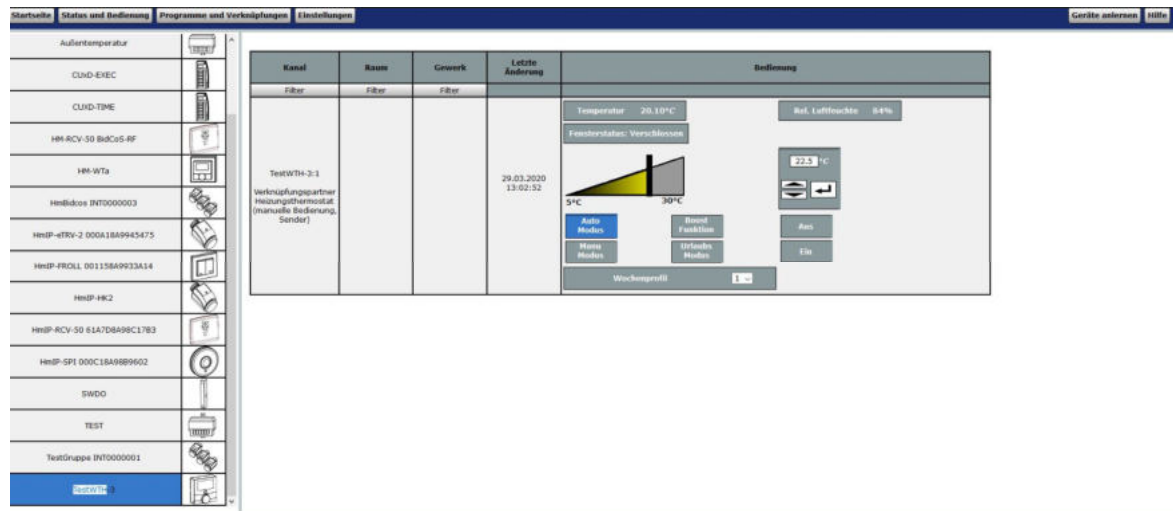 Startseite Status und Bedienung Programme und Verknüpfungen Einstellungen Geräte anlernen Hilfe
Außentemperatur
CUxD-EXEC
CUXD-TIME
HM-RCV-50 BidCoS-RF
HM-WTa
HmBidcos INT0000003
HmIP-eTRV-2 000A18A9945475
HmIP-FROLL 001158A9933A14
HmIP-HK2
HmIP-RCV-50 61A7D8A98C17B3
HmIP-SPI 000C18A98B9602
SWDO
TEST
TestGruppe INT0000001
TestWTH-3
Kanal Raum Gewerk Letzte Änderung Bedienung
Filter Filter Filter
TestWTH-3:1
Verknüpfungspartner
Heizungsthermostat
(manuelle Bedienung,
Sender)
29.03.2020
13:02:52
Temperatur 20.10°C
Rel. Luftfeuchte 84%
Fensterstatus: Verschlossen
22.5 °C
5°C 30°C
Auto Modus
Boost Funktion
Aus
Manu Modus
Urlaubs Modus
Ein
Wochenprofil 1